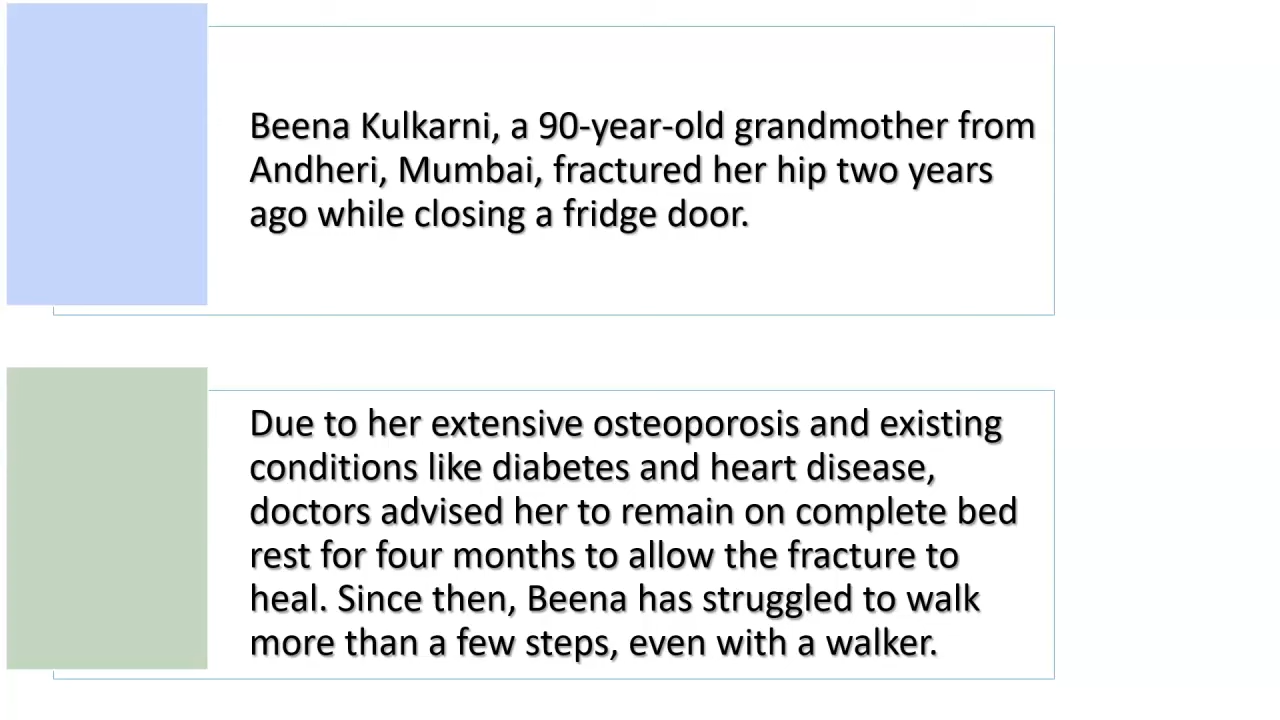 Beena Kulkarni, a 90-year-old grandmother from
Andheri, Mumbai, fractured her hip two years
ago while closing a fridge door.
Due to her extensive osteoporosis and existing
conditions like diabetes and heart disease,
doctors advised her to remain on complete bed
rest for four months to allow the fracture to
heal. Since then, Beena has struggled to walk
more than a few steps, even with a walker.